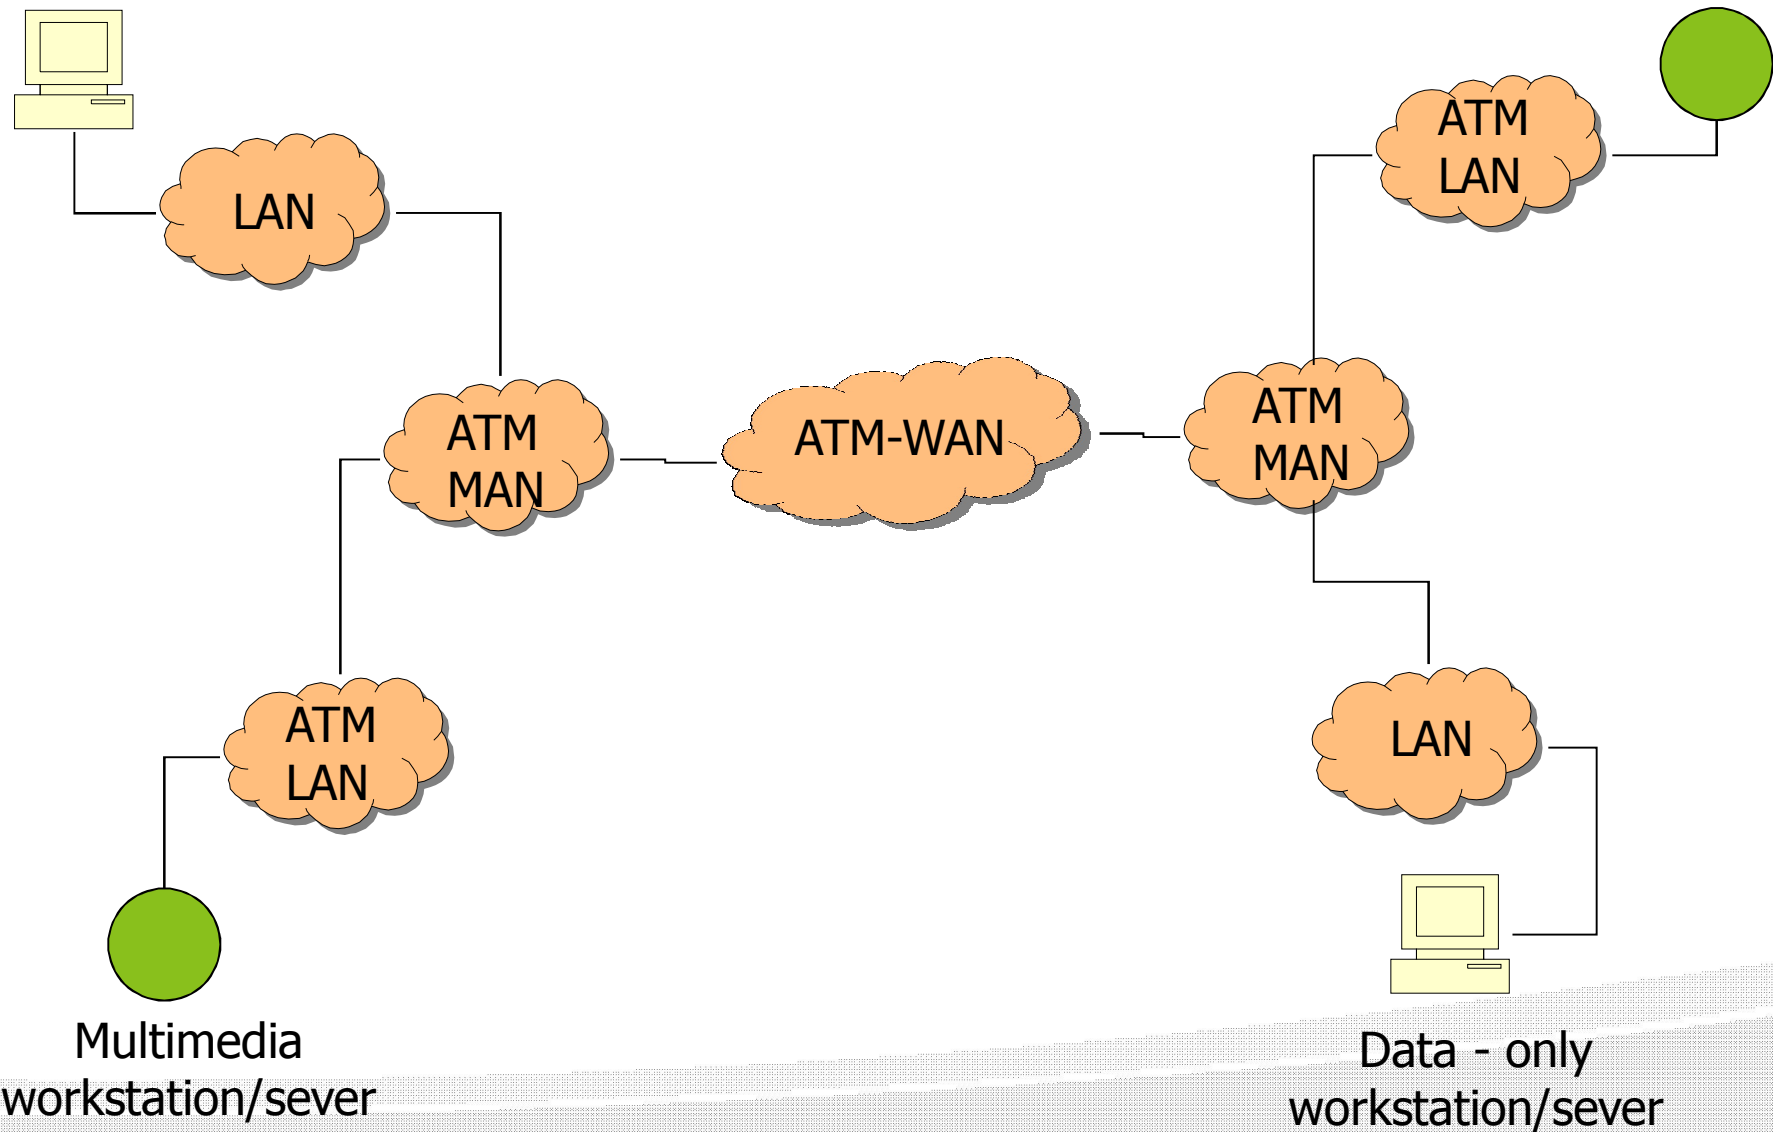 ATM
LAN
LAN
ATM
MAN
ATM-WAN
ATM
MAN
ATM
LAN
LAN
Multimedia
workstation/sever
Data - only
workstation/sever